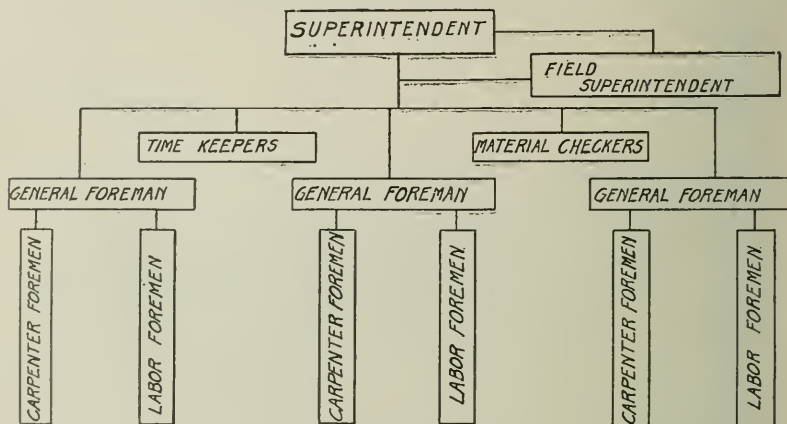 SUPERINTENDENT
FIELD
SUPERINTENDENT
TIME KEEPERS
MATERIAL CHECKERS
GENERAL FOREMAN
GENERAL FOREMAN
GENERAL FOREMAN
CARPENTER FOREMEN
LABOR FOREMEN
CARPENTER FOREMEN
LABOR FOREMEN.
CARPENTER FOREMEN
LABOR FOREMEN.